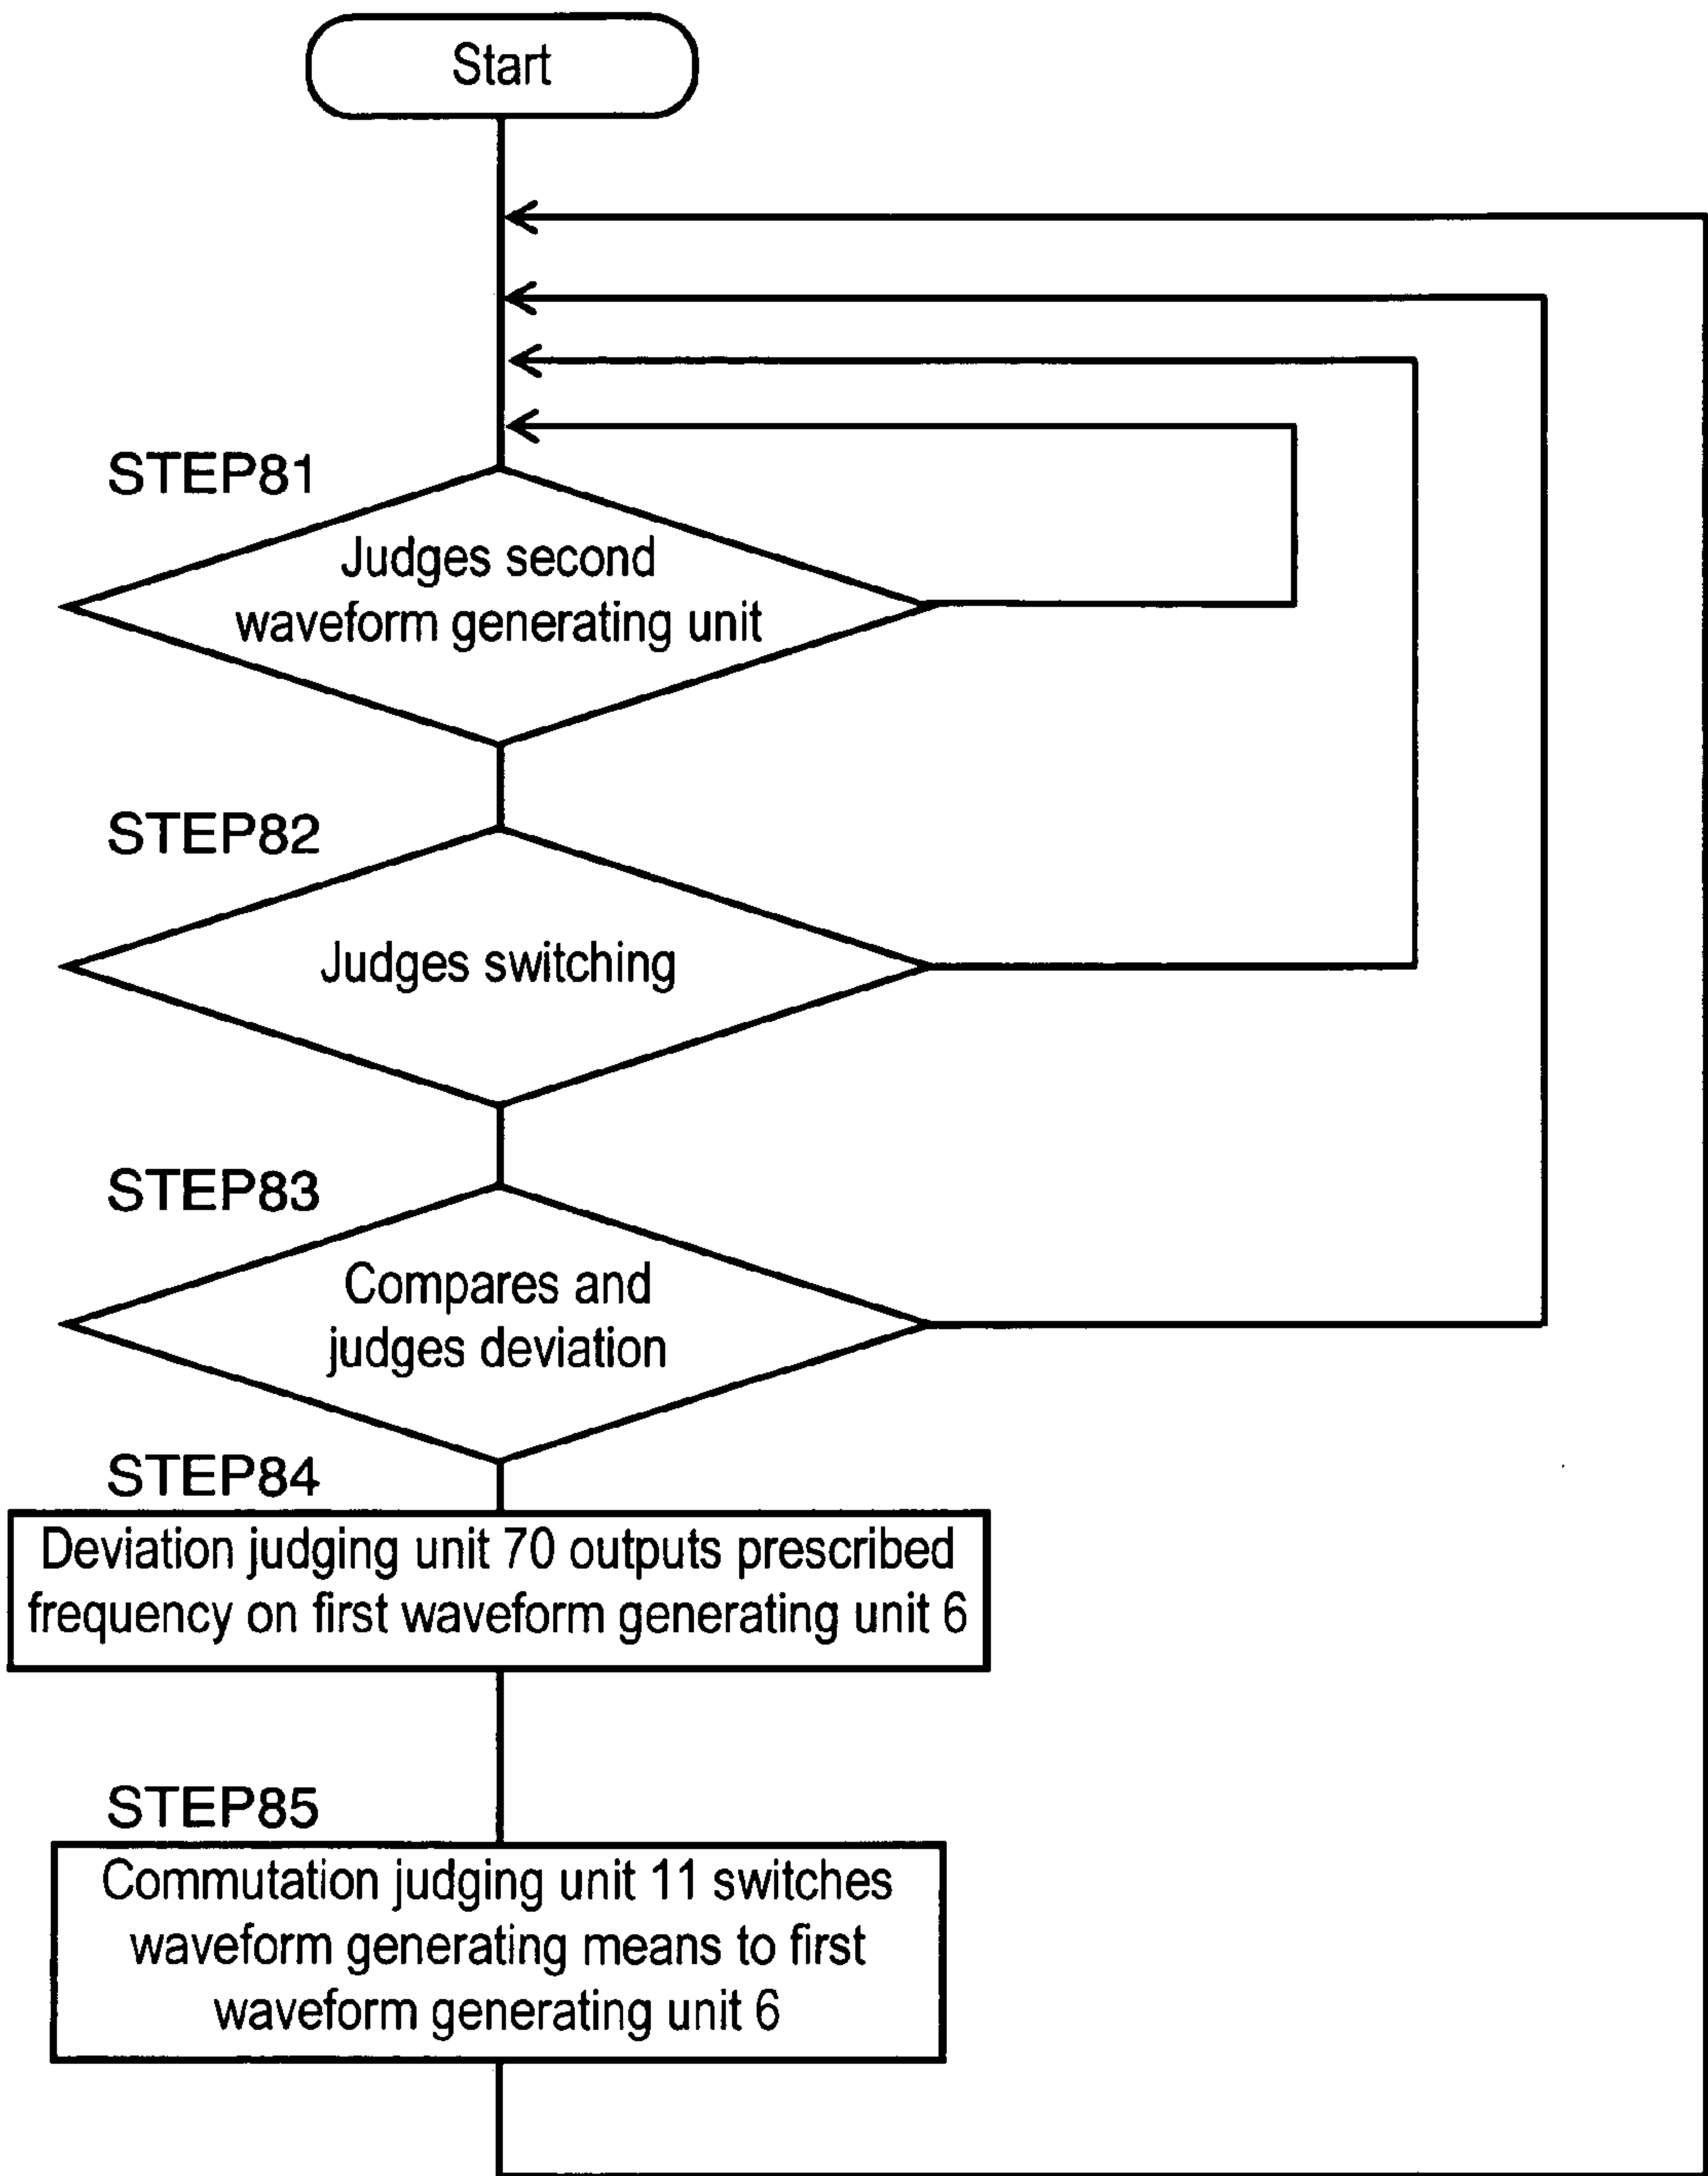 Start
STEP81
Judges second
waveform generating unit
STEP82
Judges switching
STEP83
Compares and
judges deviation
STEP84
Deviation judging unit 70 outputs prescribed
frequency on first waveform generating unit 6
STEP85
Commutation judging unit 11 switches
waveform generating means to first
waveform generating unit 6